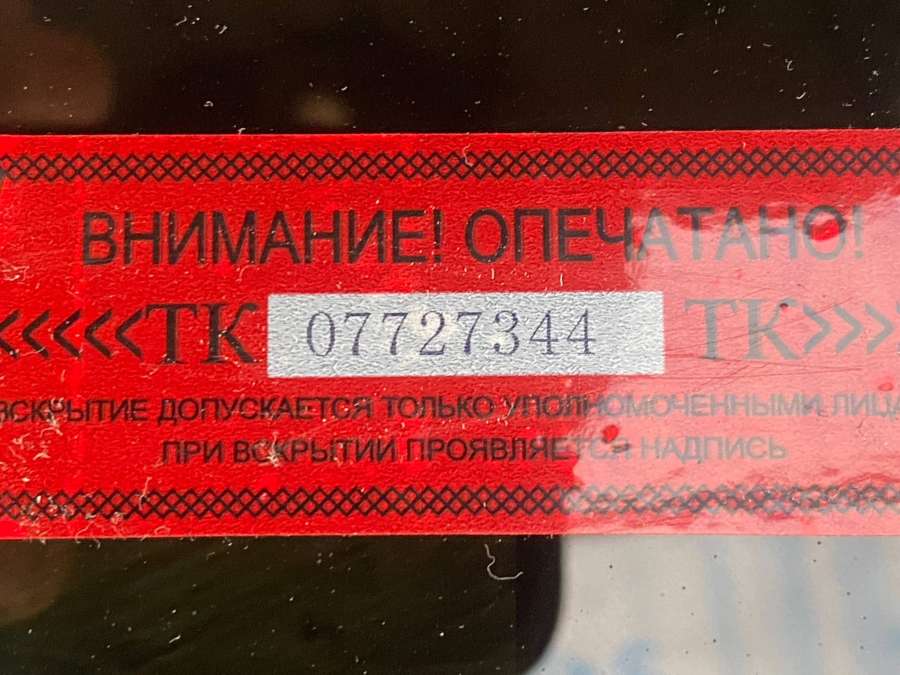 ВНИМАНИЕ! ОПЕЧАТАНО!
<<<<<ТК 07727344 ТК>>>
ВСКРЫТИЕ ДОПУСКАЕТСЯ ТОЛЬКО УПОЛНОМОЧЕННЫМИ ЛИЦА
ПРИ ВСКРЫТИИ ПРОЯВЛЯЕТСЯ НАДПИСЬ